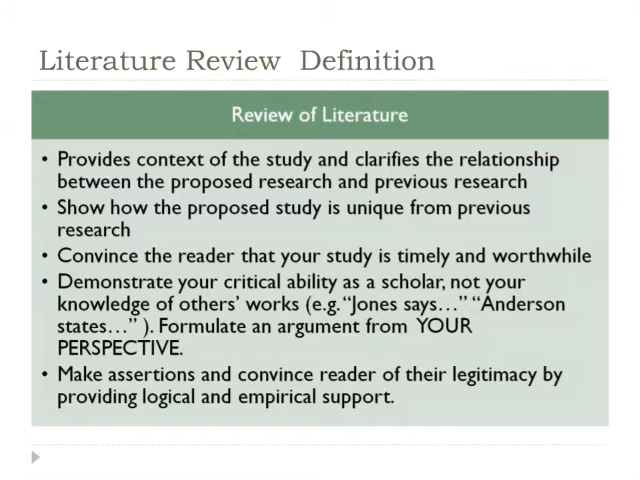 Literature Review  Definition
Review of Literature
• Provides context of the study and clarifies the relationship
between the proposed research and previous research
• Show how the proposed study is unique from previous
research
• Convince the reader that your study is timely and worthwhile
• Demonstrate your critical ability as a scholar, not your
knowledge of others’ works (e.g. “Jones says…” “Anderson
states…” ). Formulate an argument from  YOUR
PERSPECTIVE.
• Make assertions and convince reader of their legitimacy by
providing logical and empirical support.